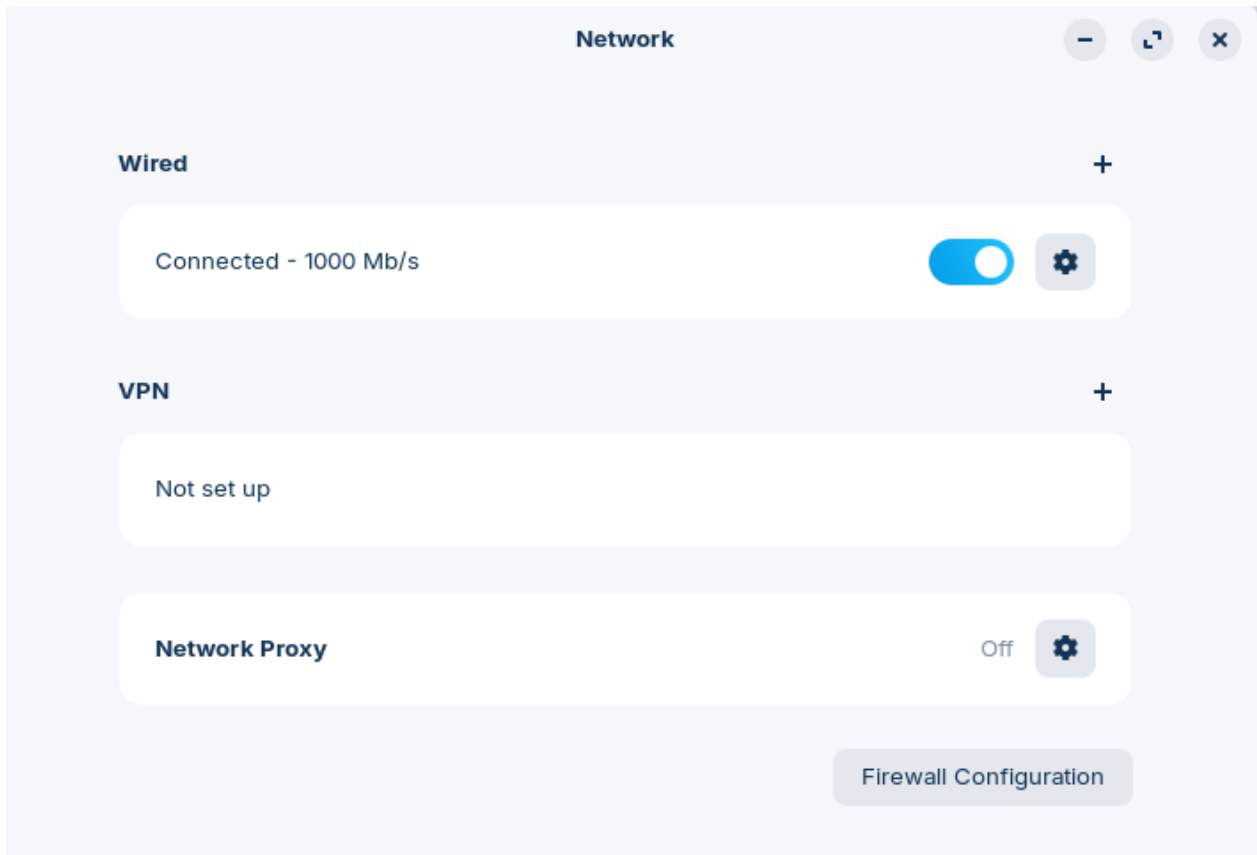 Network
Wired
Connected - 1000 Mb/s
VPN
Not set up
Network Proxy
Off
Firewall Configuration